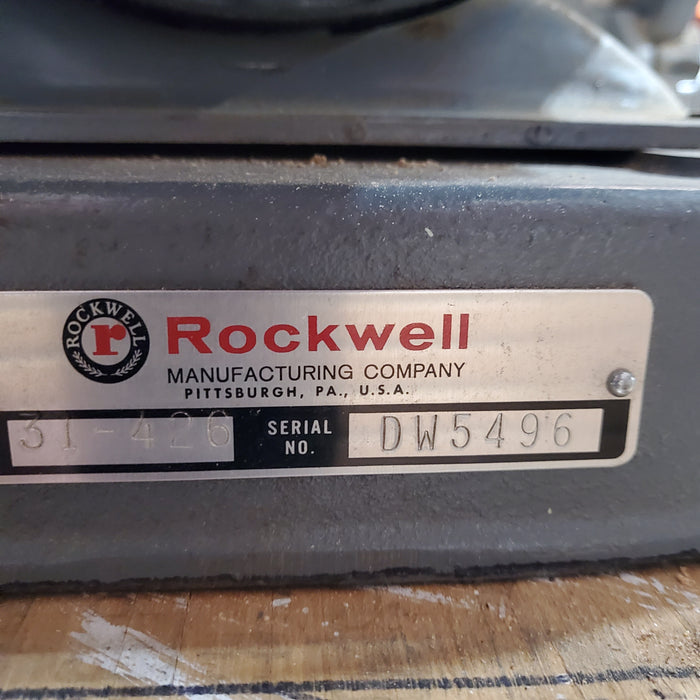 ROCKWELL
r
Rockwell
MANUFACTURING COMPANY
PITTSBURGH, PA., U.S.A.
31-426
SERIAL
NO.
DW5496